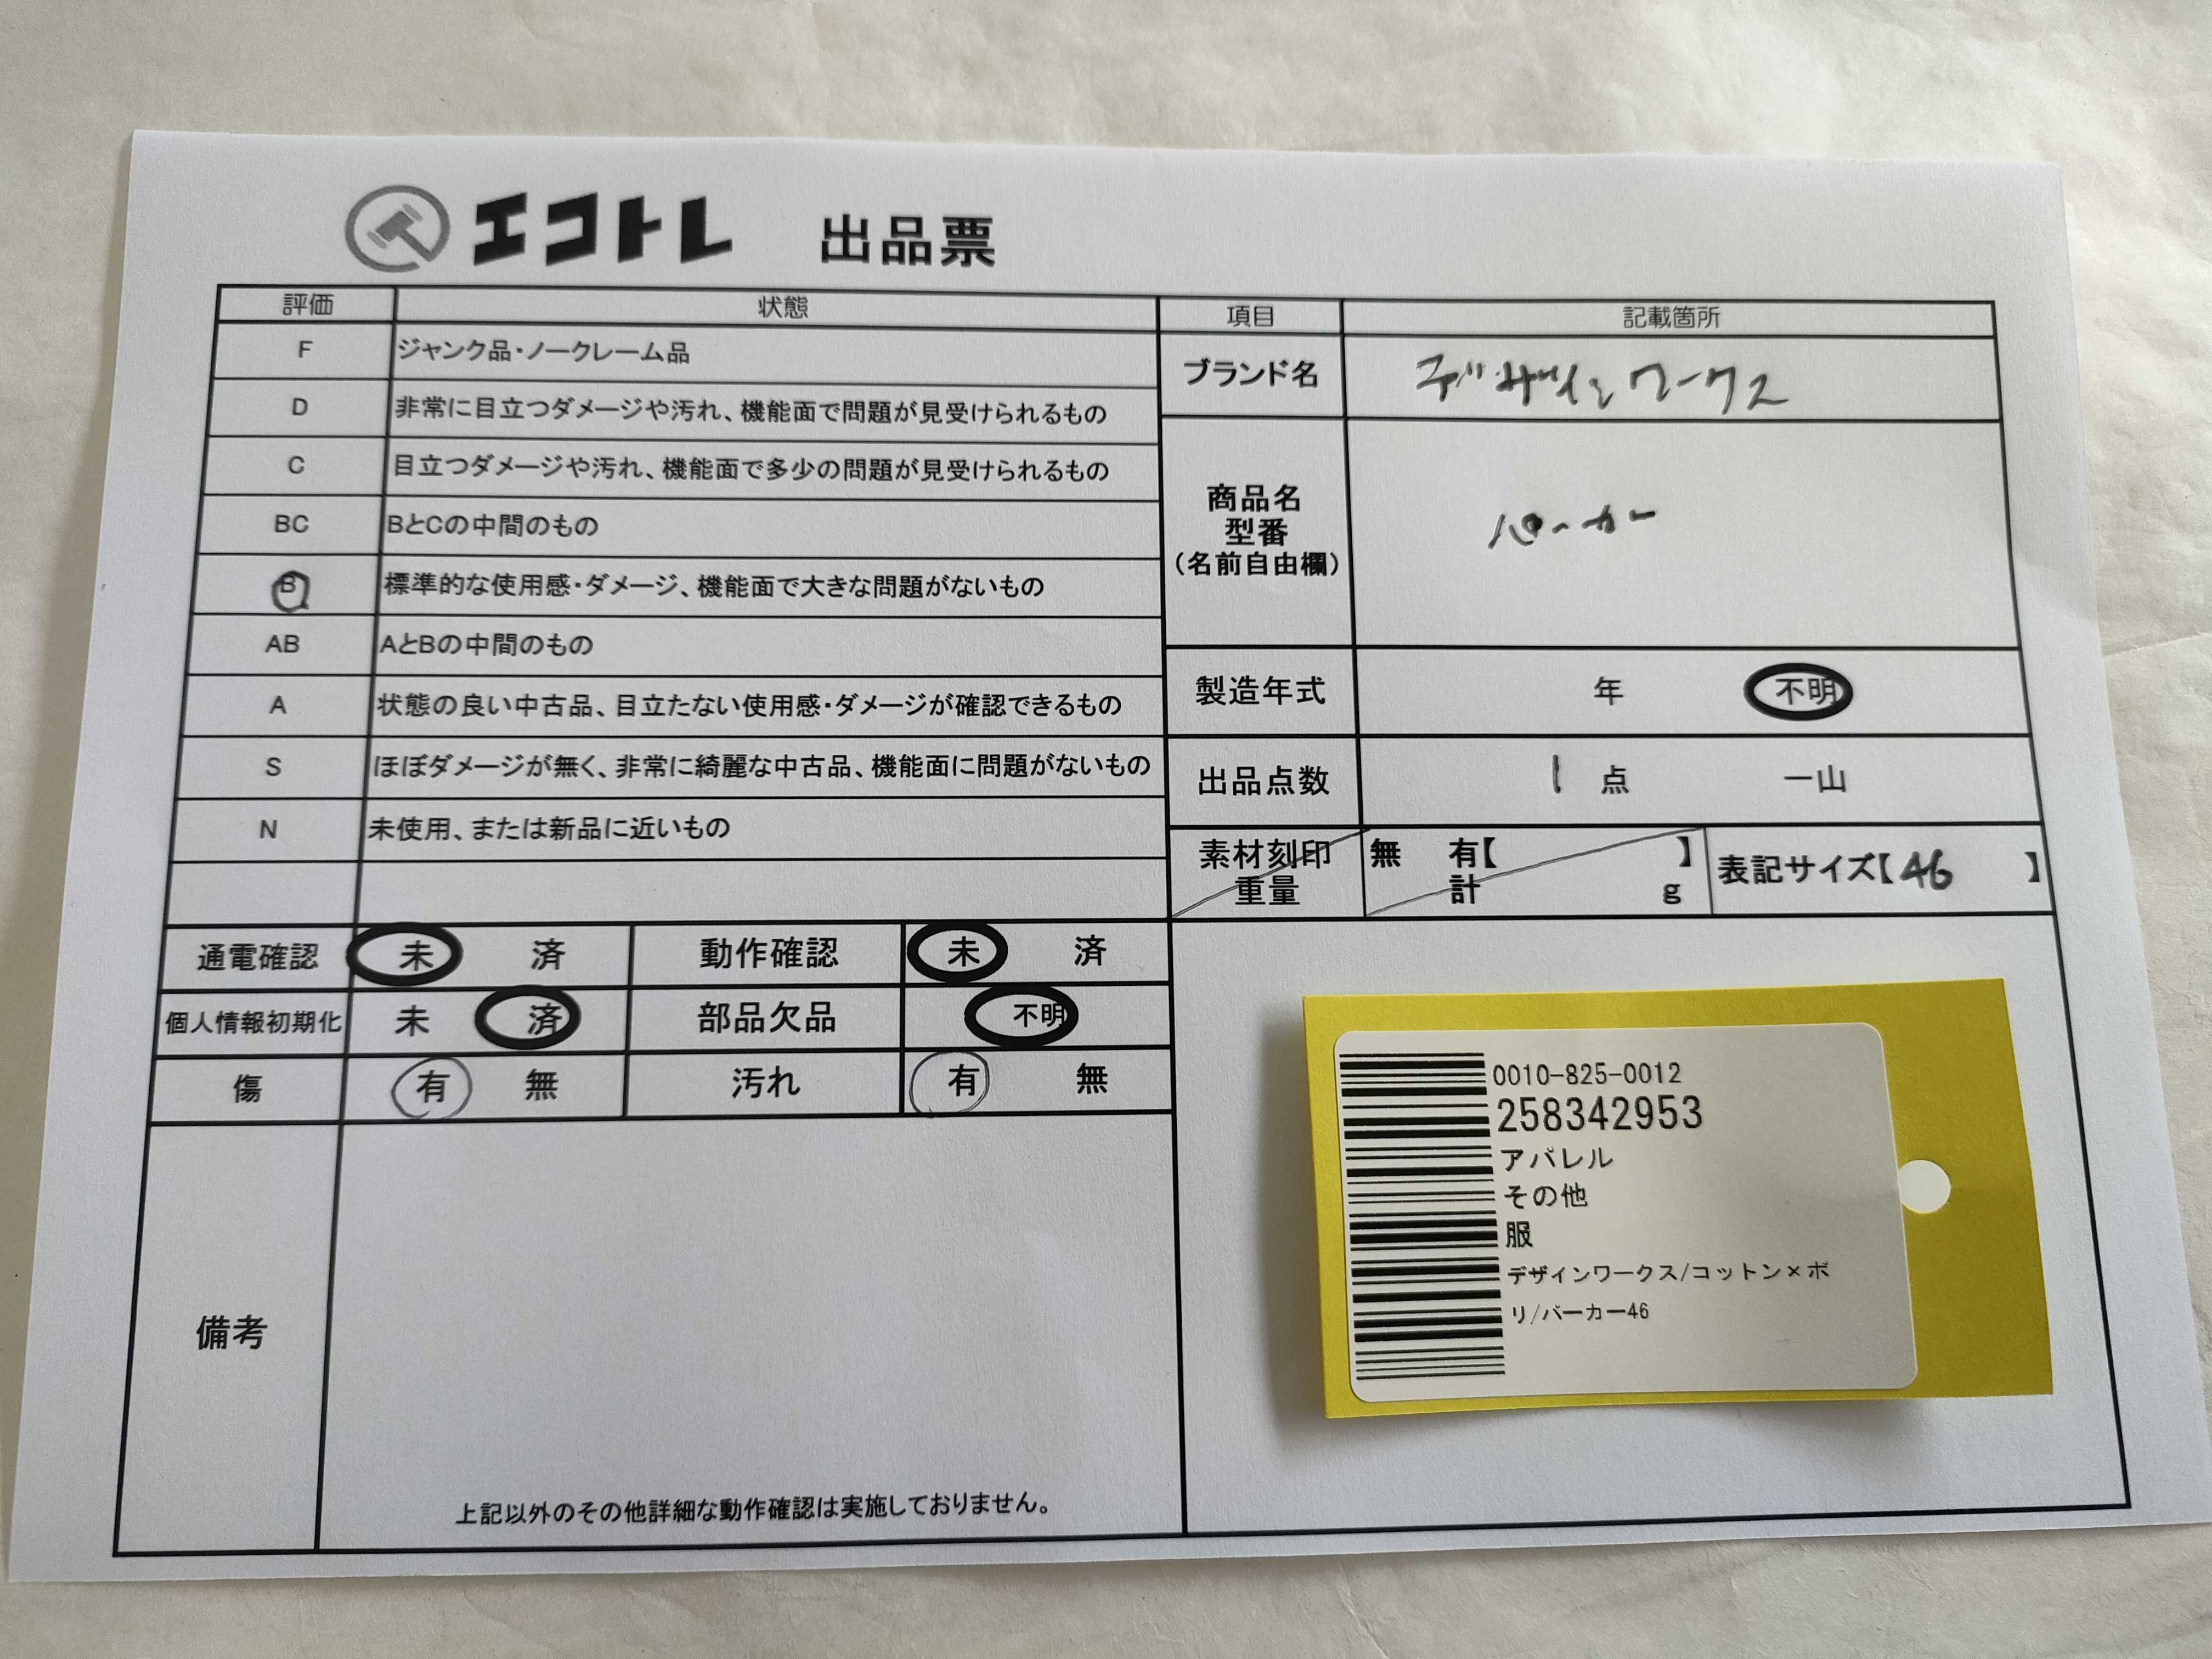 エコトレ 出品票
評価 状態
F ジャンク品・ノークレーム品
D 非常に目立つダメージや汚れ、機能面で問題が見受けられるもの
C 目立つダメージや汚れ、機能面で多少の問題が見受けられるもの
BC BとCの中間のもの
B 標準的な使用感・ダメージ、機能面で大きな問題がないもの
AB AとBの中間のもの
A 状態の良い中古品、目立たない使用感・ダメージが確認できるもの
S ほぼダメージが無く、非常に綺麗な中古品、機能面に問題がないもの
N 未使用、または新品に近いもの
通電確認 未 済 動作確認 未 済
個人情報初期化 未 済 部品欠品 不明
傷 有 無 汚れ 有 無
備考
上記以外のその他詳細な動作確認は実施しておりません。
項目 記載箇所
ブランド名 デザインワークス
商品名
型番
(名前自由欄)
パーカー
製造年式 年 不明
出品点数 1 点 一山
素材刻印 無 有【 】
重量 計 g
表記サイズ【46 】
0010-825-0012
258342953
アパレル
その他
服
デザインワークス/コットン×ポ
リ/パーカー46